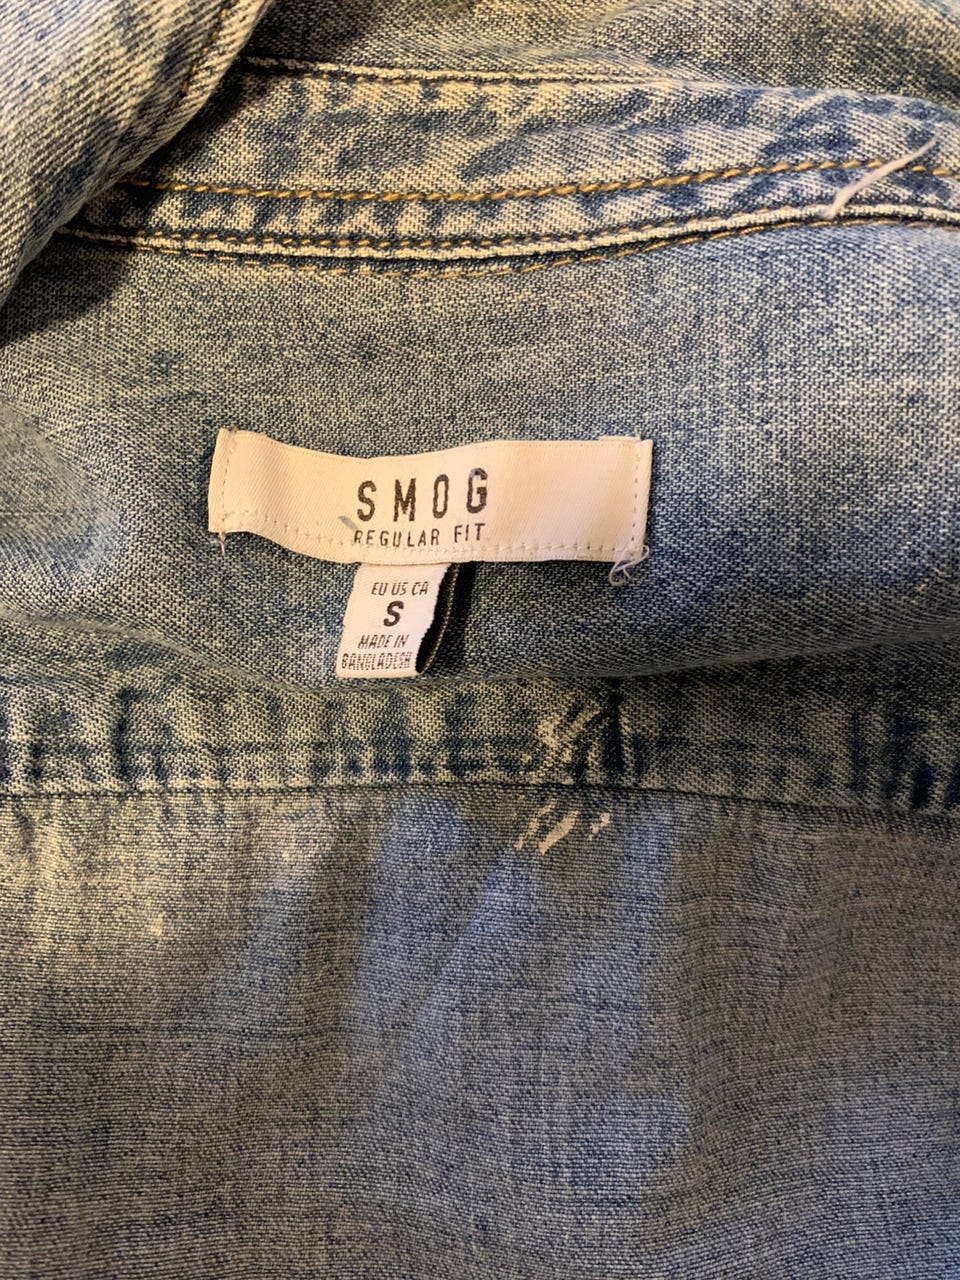 SMOG
REGULAR FIT
EU US CA
S
MADE IN
BANGLADESH